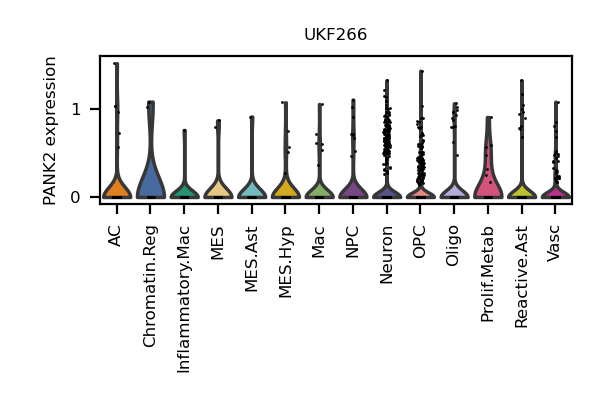 UKF266
PANK2 expression
1
0
AC
Chromatin.Reg
Inflammatory.Mac
MES
MES.Ast
MES.Hyp
Mac
NPC
Neuron
OPC
Oligo
Prolif.Metab
Reactive.Ast
Vasc